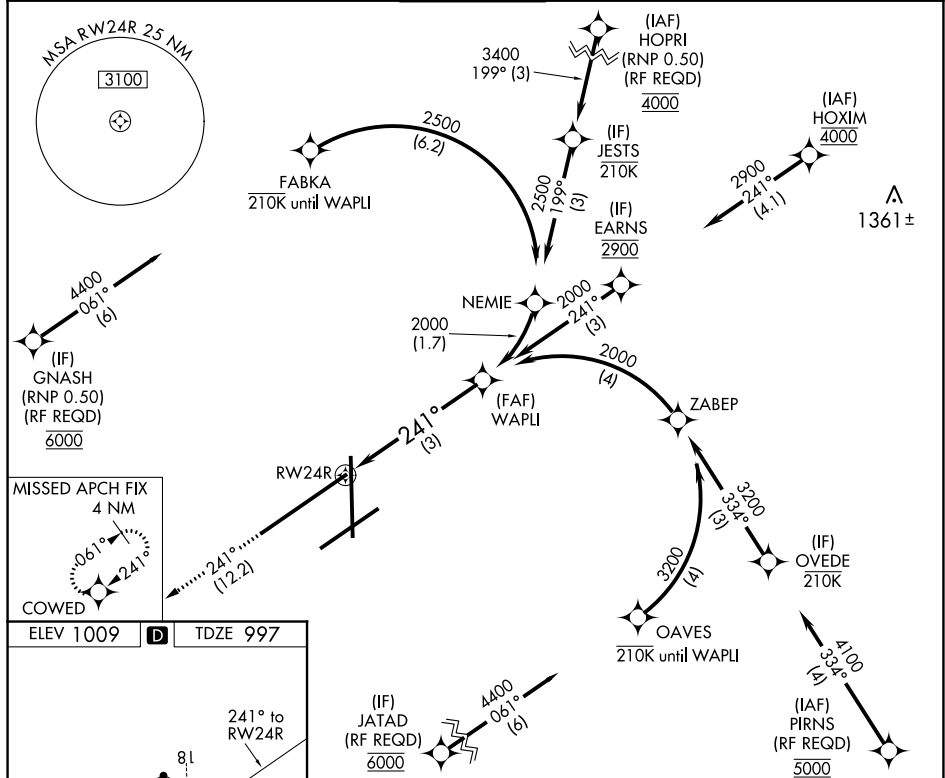 MSA RW24R 25 NM
3100
(IAF)
HOPRI
(RNP 0.50)
(RF REQD)
4000
3400
199° (3)
(IAF)
HOXIM
4000
2900
241°
(4.1)
1361±
2500
(6.2)
FABKA
210K until WAPLI
(IF)
JESTS
210K
2500
199°
(3)
(IF)
EARNS
2900
4400
061°
(6)
(IF)
GNASH
(RNP 0.50)
(RF REQD)
6000
NEMIE
2000
241°
(3)
2000
(1.7)
2000
(4)
(FAF)
WAPLI
ZABEP
241°
(3)
RW24R
3200
334°
(3)
(IF)
OVEDE
210K
MISSED APCH FIX
4 NM
061°
241°
COWED
241°
(12.2)
3200
(4)
OAVES
210K until WAPLI
4100
334°
(4)
(IAF)
PIRNS
(RF REQD)
5000
(IF)
JATAD
(RF REQD)
6000
4400
061°
(6)
ELEV 1009
D
TDZE 997
241° to
RW24R
18